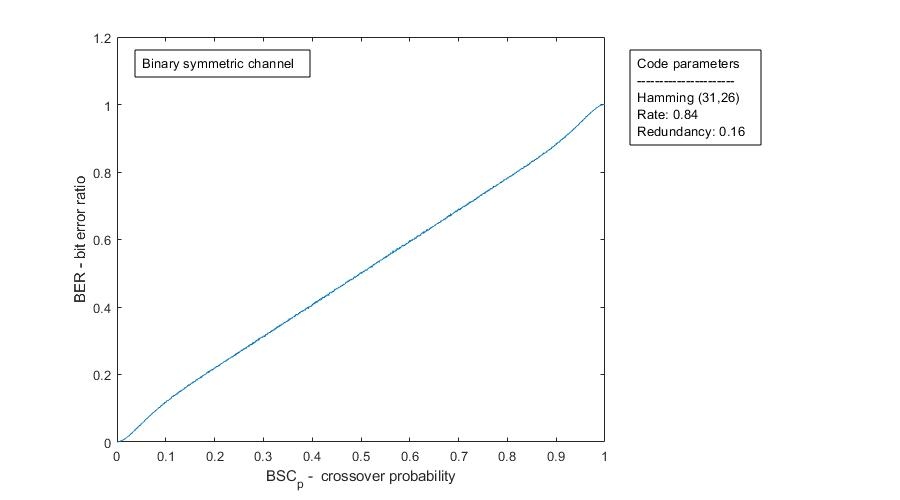 Binary symmetric channel
Code parameters
----------------------
Hamming (31,26)
Rate: 0.84
Redundancy: 0.16
BER - bit error ratio
1.2
1
0.8
0.6
0.4
0.2
0
0 0.1 0.2 0.3 0.4 0.5 0.6 0.7 0.8 0.9 1
BSCp - crossover probability